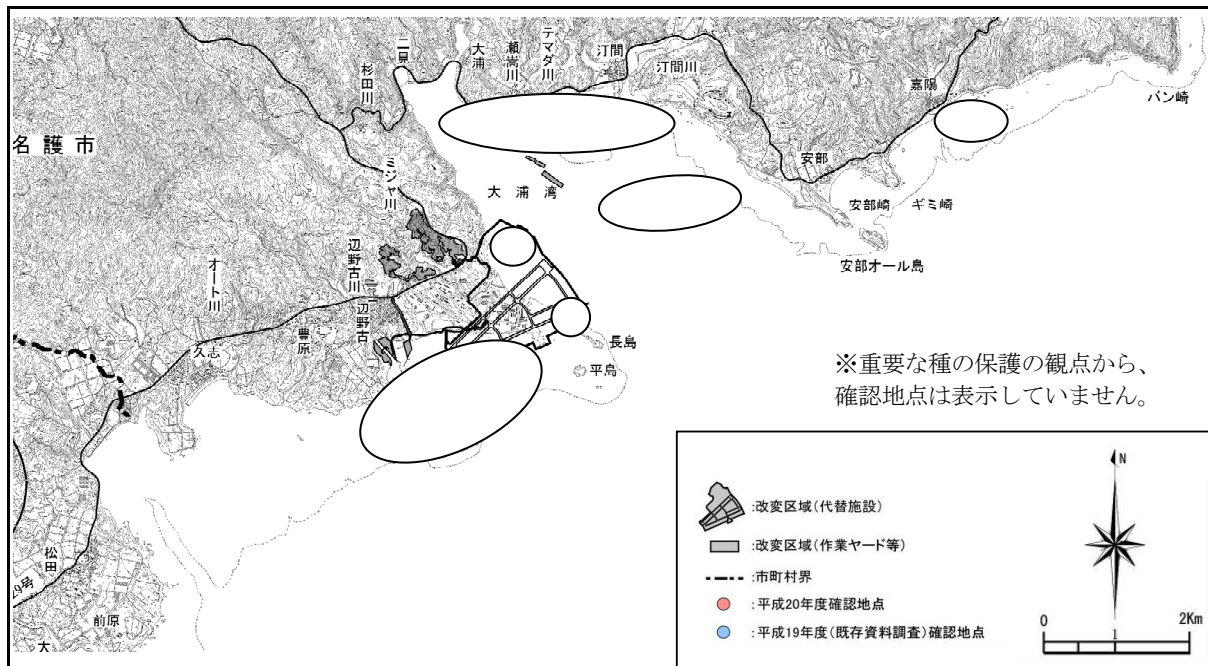 二見
大浦
瀬嵩川
テマダ川
汀間
汀間川
嘉陽
バン崎
杉田川
名護市
ミジャ川
大浦湾
安部
安部崎
ギミ崎
安部オール島
辺野古川
辺野古
オート川
豊原
久志
長島
平島
※重要な種の保護の観点から、
確認地点は表示していません。
松田
29号
前原
大
:改変区域(代替施設)
:改変区域(作業ヤード等)
:市町村界
:平成20年度確認地点
:平成19年度(既存資料調査)確認地点
N
0 1 2Km